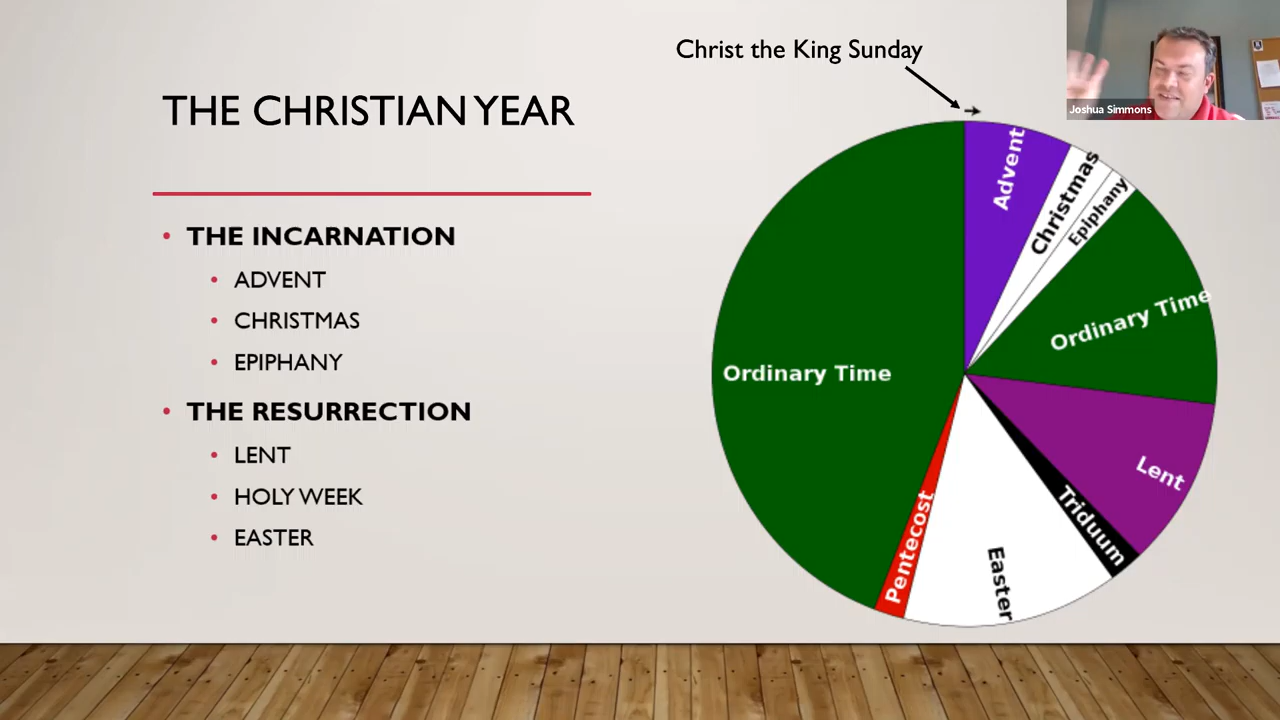 Christ the King Sunday
Joshua Simmons
THE CHRISTIAN YEAR
• THE INCARNATION
• ADVENT
• CHRISTMAS
• EPIPHANY
• THE RESURRECTION
• LENT
• HOLY WEEK
• EASTER
Advent
Christmas
Epiphany
Ordinary Time
Lent
Triduum
Easter
Pentecost
Ordinary Time